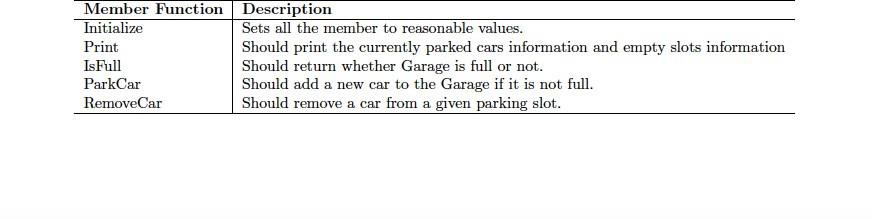 Member Function Description
Initialize Sets all the member to reasonable values.
Print Should print the currently parked cars information and empty slots information
IsFull Should return whether Garage is full or not.
ParkCar Should add a new car to the Garage if it is not full.
RemoveCar Should remove a car from a given parking slot.